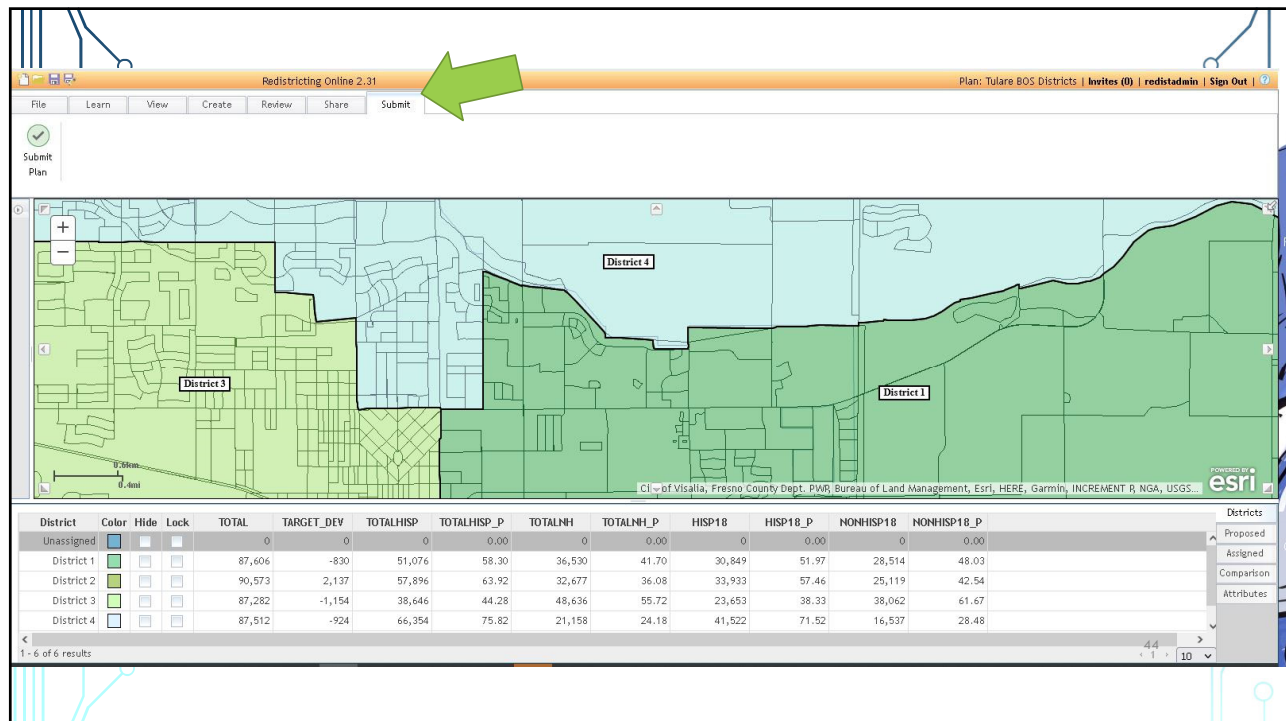 Redistricting Online 2.31 Plan: Tulare BOS Districts | Invites (0) | redistadmin | Sign Out | ?
File Learn View Create Review Share Submit
Submit
Plan
+
−
District 4
District 3
District 1
0.6km
0.4mi
City of Visalia, Fresno County Dept. PWP, Bureau of Land Management, Esri, HERE, Garmin, INCREMENT P, NGA, USGS...
POWERED BY
esri
District Color Hide Lock TOTAL TARGET_DEV TOTALHISP TOTALHISP_P TOTALNH TOTALNH_P HISP18 HISP18_P NONHISP18 NONHISP18_P
Unassigned 0 0 0 0.00 0 0.00 0 0.00 0 0.00
District 1 87,606 -830 51,076 58.30 36,530 41.70 30,849 51.97 28,514 48.03
District 2 90,573 2,137 57,896 63.92 32,677 36.08 33,933 57.46 25,119 42.54
District 3 87,282 -1,154 38,646 44.28 48,636 55.72 23,653 38.33 38,062 61.67
District 4 87,512 -924 66,354 75.82 21,158 24.18 41,522 71.52 16,537 28.48
Districts
Proposed
Assigned
Comparison
Attributes
44
1 - 6 of 6 results 1 10